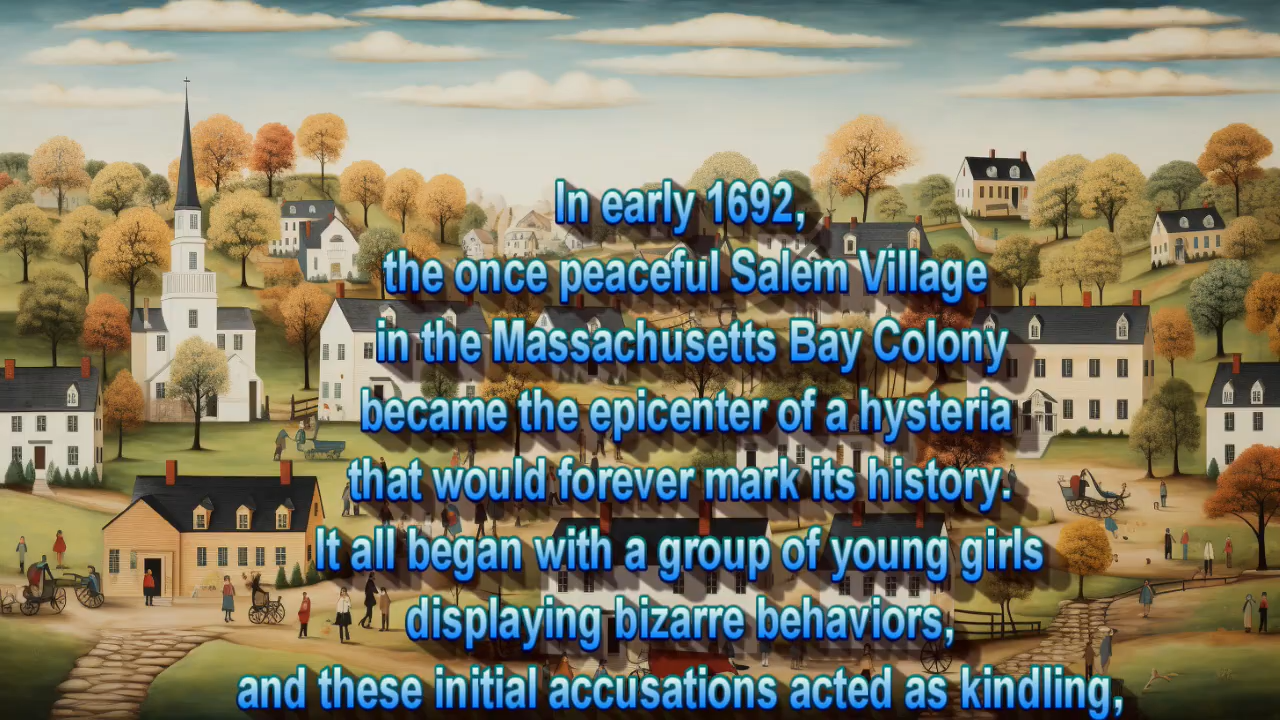 In early 1692,
the once peaceful Salem Village
in the Massachusetts Bay Colony
became the epicenter of a hysteria
that would forever mark its history.
It all began with a group of young girls
displaying bizarre behaviors,
and these initial accusations acted as kindling,